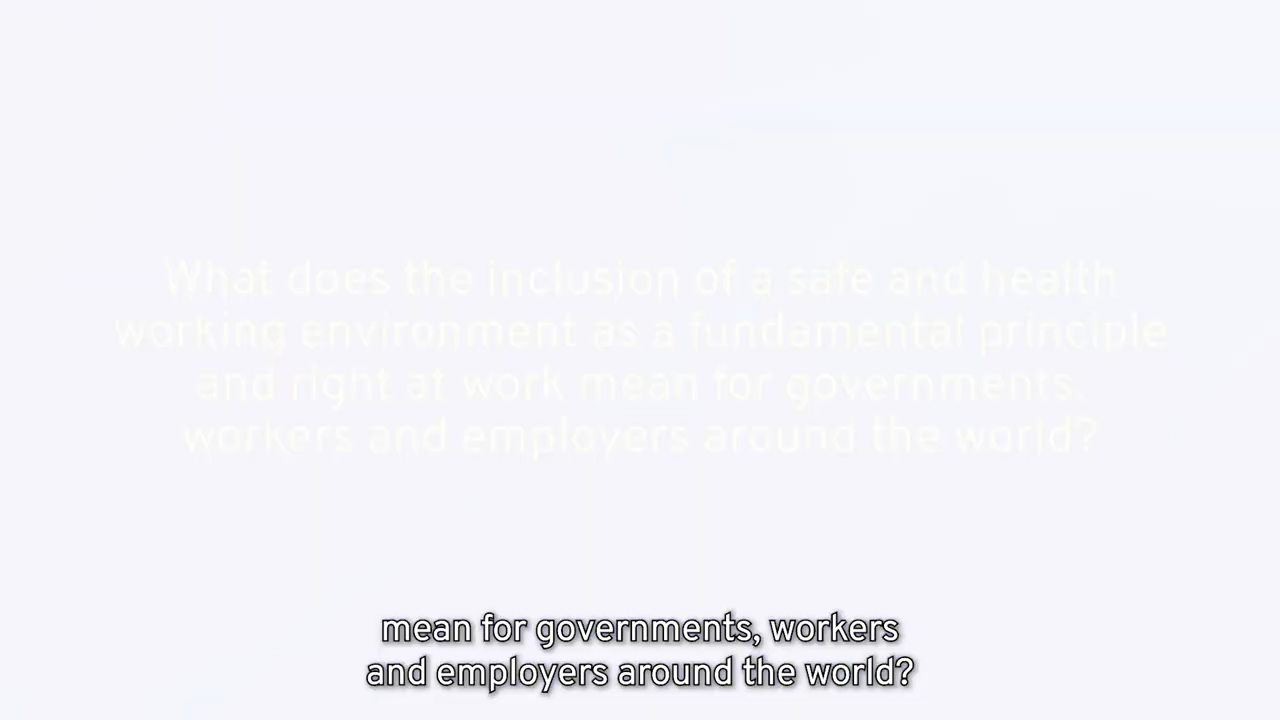 What does the inclusion of a safe and health
working environment as a fundamental principle
and right at work mean for governments,
workers and employers around the world?
mean for governments, workers
and employers around the world?